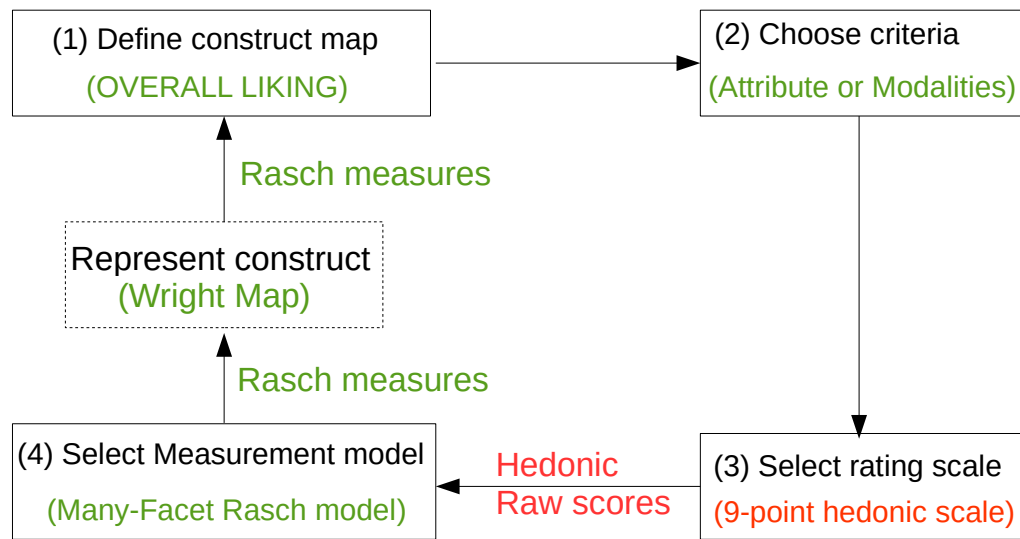 (1) Define construct map
(OVERALL LIKING)
(2) Choose criteria
(Attribute or Modalities)
Rasch measures
Represent construct
(Wright Map)
Rasch measures
(4) Select Measurement model
(Many-Facet Rasch model)
Hedonic
Raw scores
(3) Select rating scale
(9-point hedonic scale)